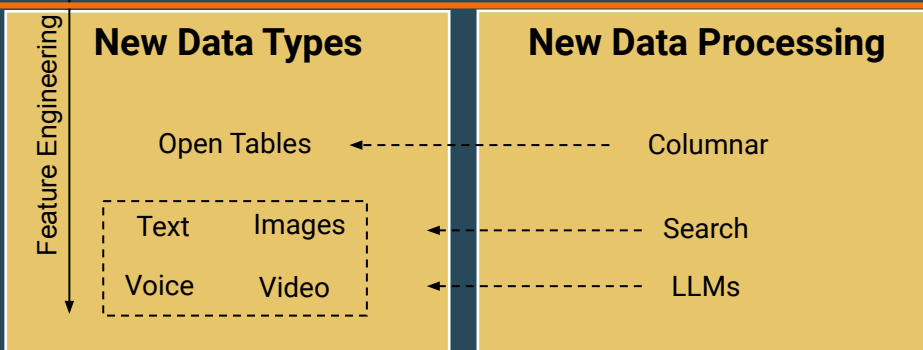 Feature Engineering
New Data Types
Open Tables
Text Images
Voice Video
New Data Processing
Columnar
Search
LLMs